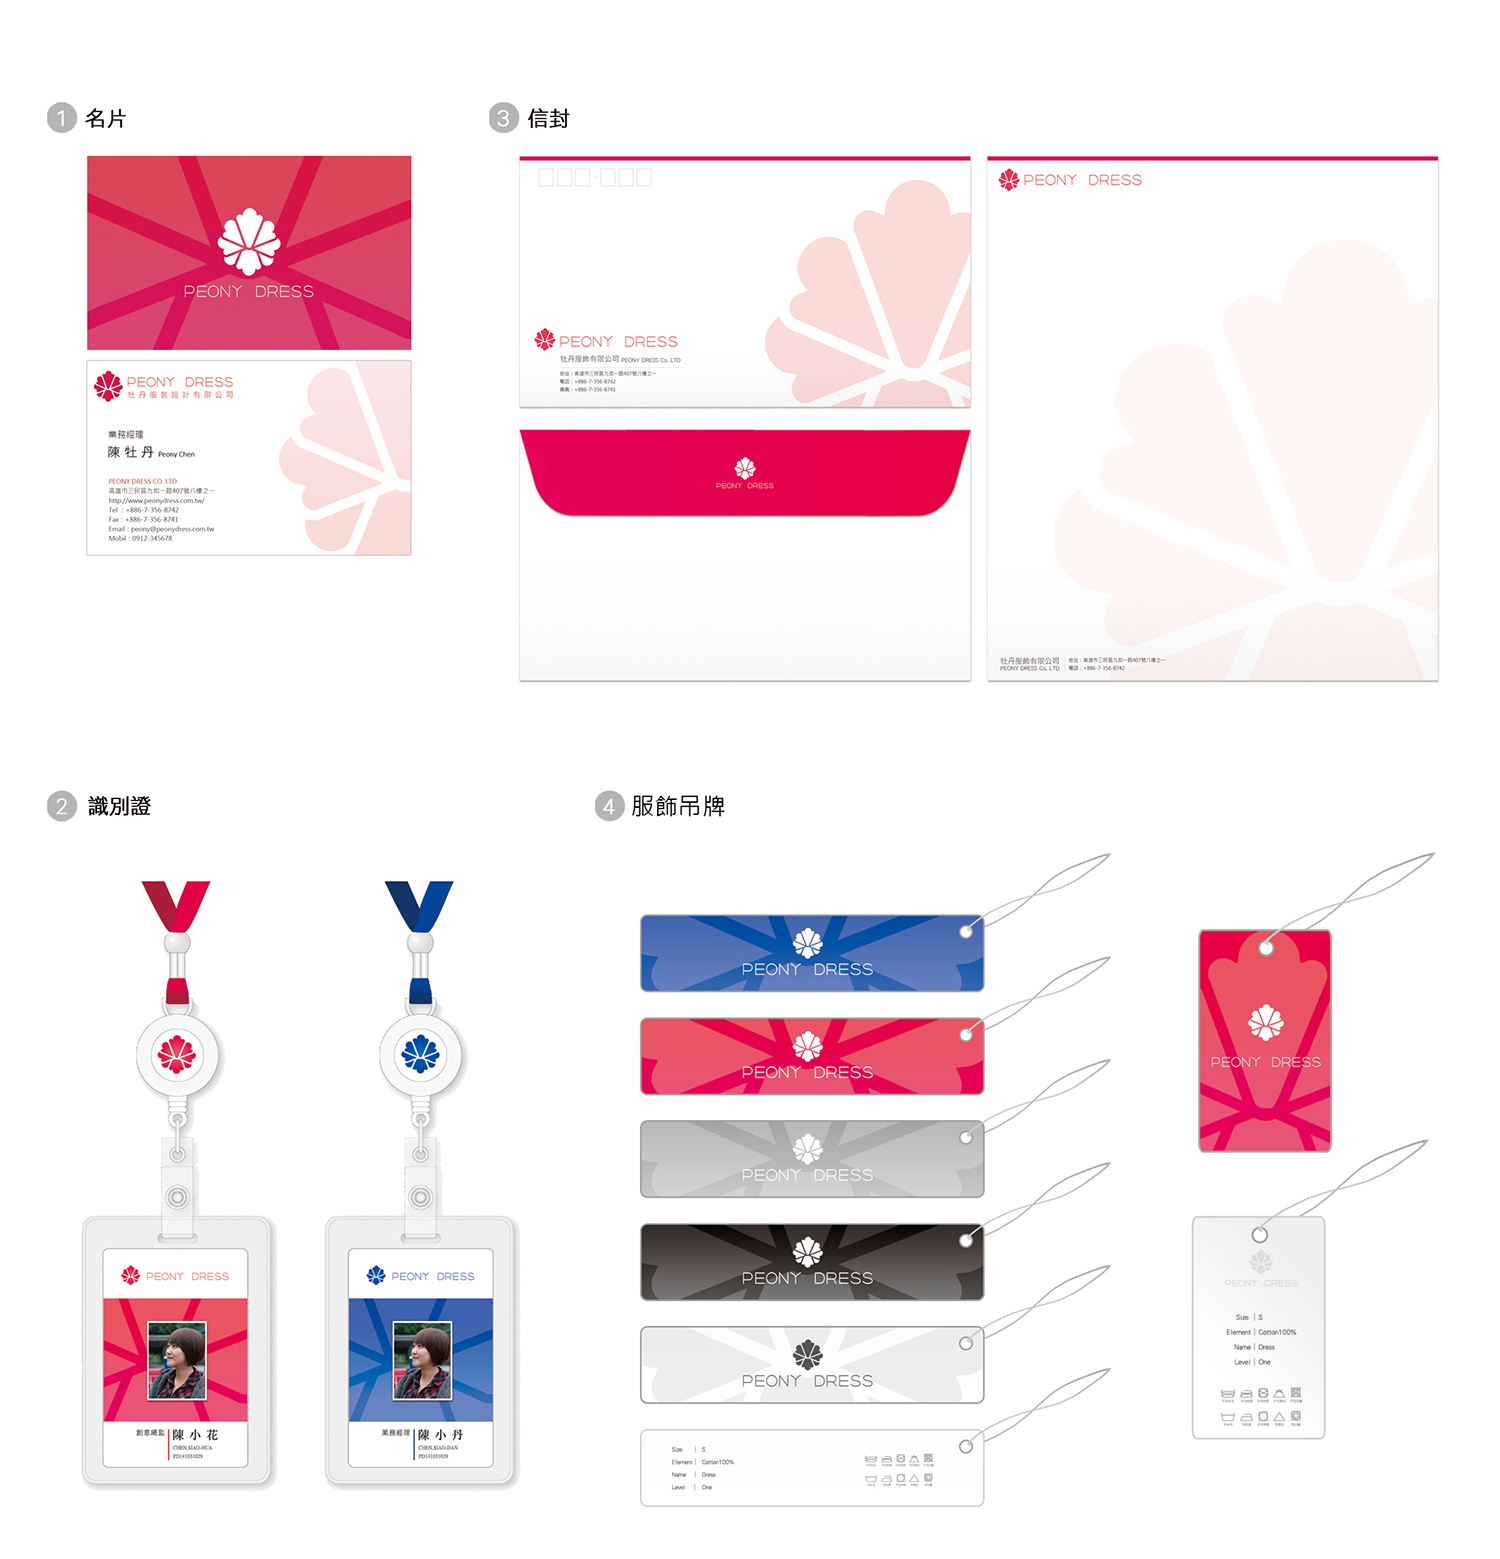 1 名片
PEONY DRESS
PEONY DRESS
牡丹服裝設計有限公司
業務經理
陳牡丹 Peony Chen
PEONY DRESS CO. LTD
高雄市三民區九如一路407號八樓之一
http://www.peonydress.com.tw/
Tel : +886-7-356-8742
Fax : +886-7-356-8741
Email : peony@peonydress.com.tw
Mobil : 0912-345678
3 信封
PEONY DRESS
牡丹服飾有限公司 PEONY DRESS Co. LTD
地址 : 高雄市三民區九如一路407號八樓之一
電話 : +886-7-356-8742
傳真 : +886-7-356-8741
PEONY DRESS
PEONY DRESS
牡丹服飾有限公司
PEONY DRESS Co. LTD
地址 : 高雄市三民區九如一路407號八樓之一
電話 : +886-7-356-8742
2 識別證
PEONY DRESS
創意總監 陳小花
CHEN,SIAO-HUA
PD141031029
PEONY DRESS
業務經理 陳小丹
CHEN,SIAO-DAN
PD141031029
4 服飾吊牌
PEONY DRESS
PEONY DRESS
PEONY DRESS
PEONY DRESS
PEONY DRESS
Size | S
Element | Cotton100%
Name | Dress
Level | One
PEONY DRESS
PEONY DRESS
Size | S
Element | Cotton100%
Name | Dress
Level | One